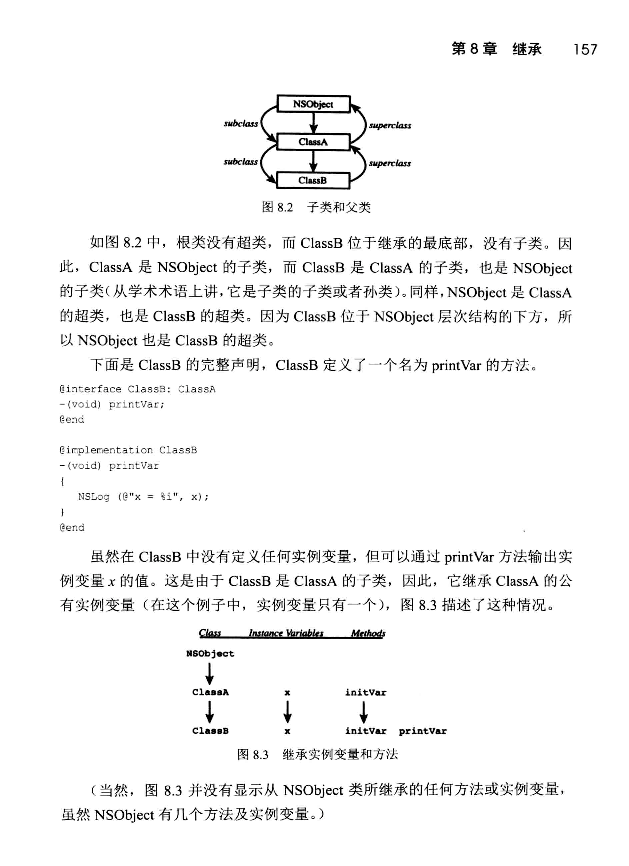 第 8 章 继承 157
NSObject
subclass superclass
ClassA
subclass superclass
ClassB
图 8.2 子类和父类
如图 8.2 中，根类没有超类，而 ClassB 位于继承的最底部，没有子类。因
此，ClassA 是 NSObject 的子类，而 ClassB 是 ClassA 的子类，也是 NSObject
的子类（从学术术语上讲，它是子类的子类或者孙类）。同样，NSObject 是 ClassA
的超类，也是 ClassB 的超类。因为 ClassB 位于 NSObject 层次结构的下方，所
以 NSObject 也是 ClassB 的超类。
下面是 ClassB 的完整声明，ClassB 定义了一个名为 printVar 的方法。
@interface ClassB: ClassA
-(void) printVar;
@end
@implementation ClassB
-(void) printVar
{
NSLog (@"x = %i", x);
}
@end
虽然在 ClassB 中没有定义任何实例变量，但可以通过 printVar 方法输出实
例变量 x 的值。这是由于 ClassB 是 ClassA 的子类，因此，它继承 ClassA 的公
有实例变量（在这个例子中，实例变量只有一个），图 8.3 描述了这种情况。
Class Instance Variables Methods
NSObject
ClassA x initVar
ClassB x initVar printVar
图 8.3 继承实例变量和方法
（当然，图 8.3 并没有显示从 NSObject 类所继承的任何方法或实例变量，
虽然 NSObject 有几个方法及实例变量。）